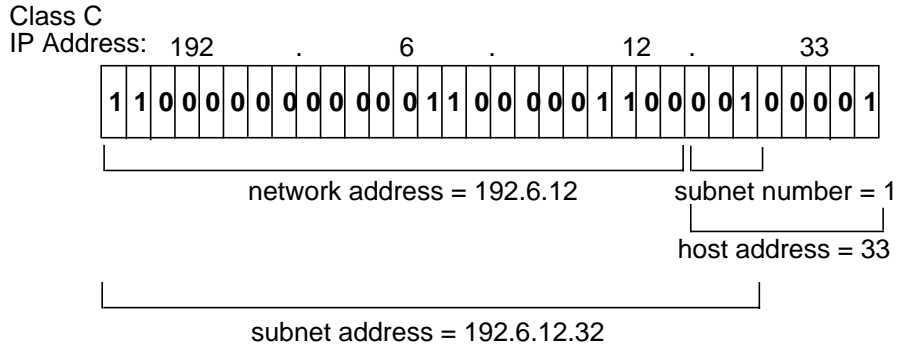 Class C
IP Address: 192 . 6 . 12 . 33
1 1 0 0 0 0 0 0 0 0 0 0 0 1 1 0 0 0 0 0 1 1 0 0 0 0 1 0 0 0 0 1
network address = 192.6.12 subnet number = 1
host address = 33
subnet address = 192.6.12.32